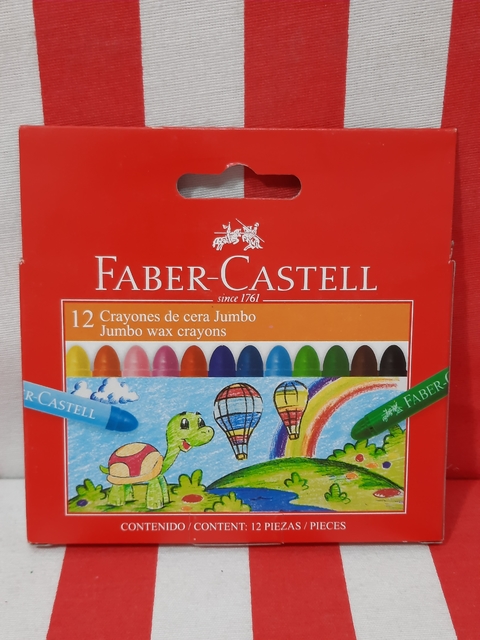 FABER-CASTELL
since 1761
12 Crayones de cera Jumbo
Jumbo wax crayons
R-CASTELL
FABER-C
CONTENIDO / CONTENT: 12 PIEZAS / PIECES